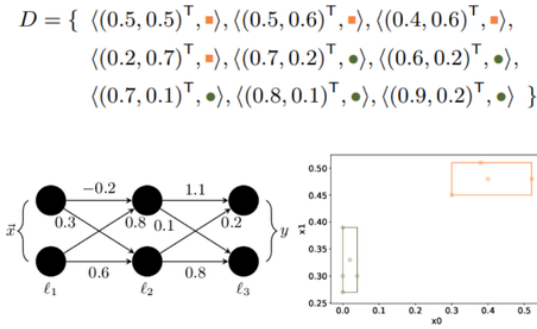 D = { ⟨(0.5, 0.5)ᵀ, ■⟩, ⟨(0.5, 0.6)ᵀ, ■⟩, ⟨(0.4, 0.6)ᵀ, ■⟩,
⟨(0.2, 0.7)ᵀ, ■⟩, ⟨(0.7, 0.2)ᵀ, ●⟩, ⟨(0.6, 0.2)ᵀ, ●⟩,
⟨(0.7, 0.1)ᵀ, ●⟩, ⟨(0.8, 0.1)ᵀ, ●⟩, ⟨(0.9, 0.2)ᵀ, ●⟩ }
−0.2 1.1
x⃗ 0.3 0.8 0.1 0.2 y
0.6 0.8
ℓ₁ ℓ₂ ℓ₃
0.50
0.45
0.40
x1
0.35
0.30
0.25
0.0 0.1 0.2 0.3 0.4 0.5
x0